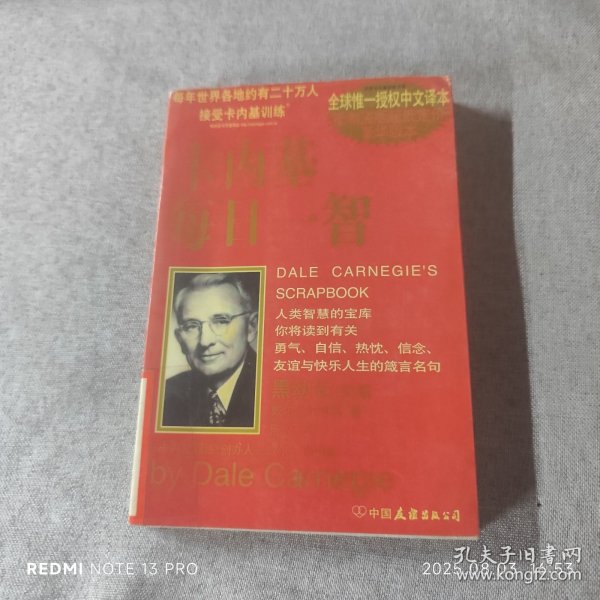 每年世界各地约有二十万人
接受卡内基训练
全球惟一授权中文译本
卡内基
每日一智
DALE CARNEGIE'S
SCRAPBOOK
人类智慧的宝库
你将读到有关
勇气、自信、热忱、信念、
友谊与快乐人生的箴言名句
by Dale Carnegie
中国友谊出版公司
REDMI NOTE 13 PRO
2025.08.03 16:53
孔夫子旧书网
www.kongfz.com